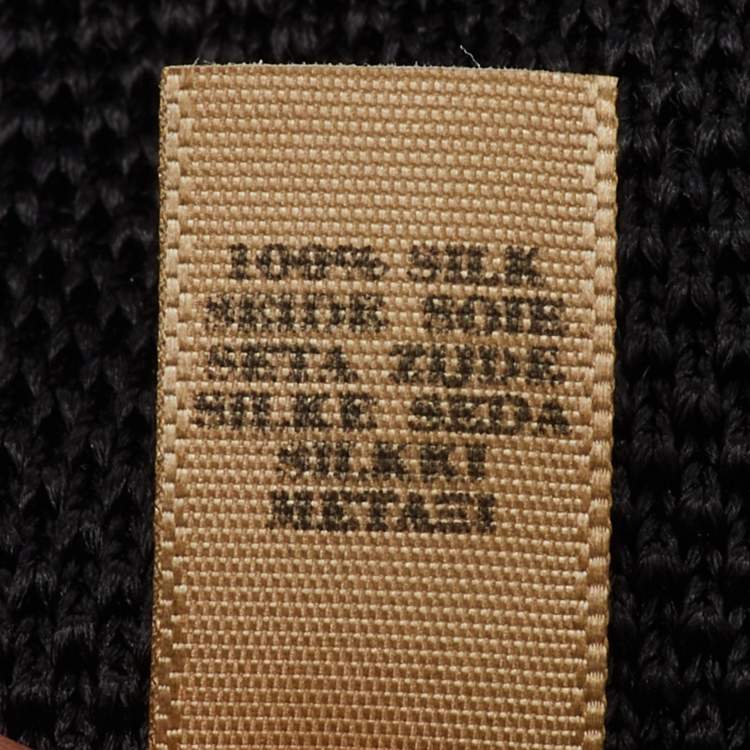 100% SILK
SEIDE SOIE
SETA ZIJDE
SILKE SEDA
SILKKI
ΜΕΤΑΞΙ